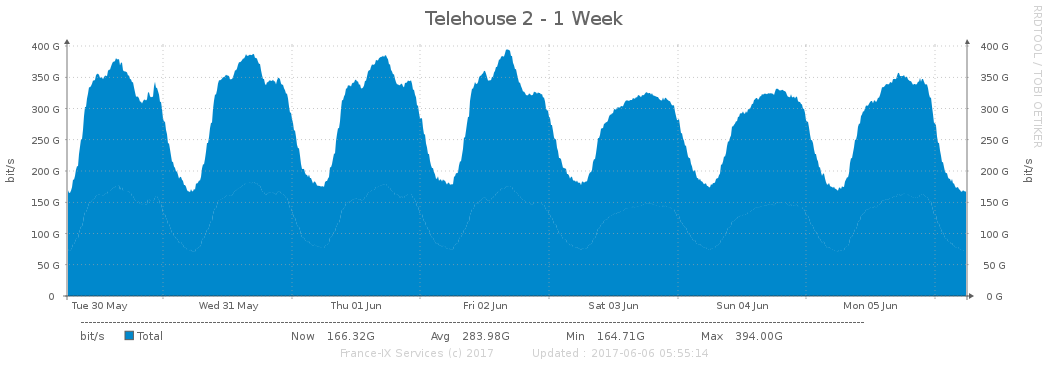 Telehouse 2 - 1 Week
RRDTOOL / TOBI OETIKER
bit/s
400 G 400 G
350 G 350 G
300 G 300 G
250 G 250 G
200 G 200 G
150 G 150 G
100 G 100 G
50 G 50 G
0 0 G
bit/s
Tue 30 May Wed 31 May Thu 01 Jun Fri 02 Jun Sat 03 Jun Sun 04 Jun Mon 05 Jun
bit/s Total Now 166.32G Avg 283.98G Min 164.71G Max 394.00G
France-IX Services (c) 2017 Updated : 2017-06-06 05:55:14